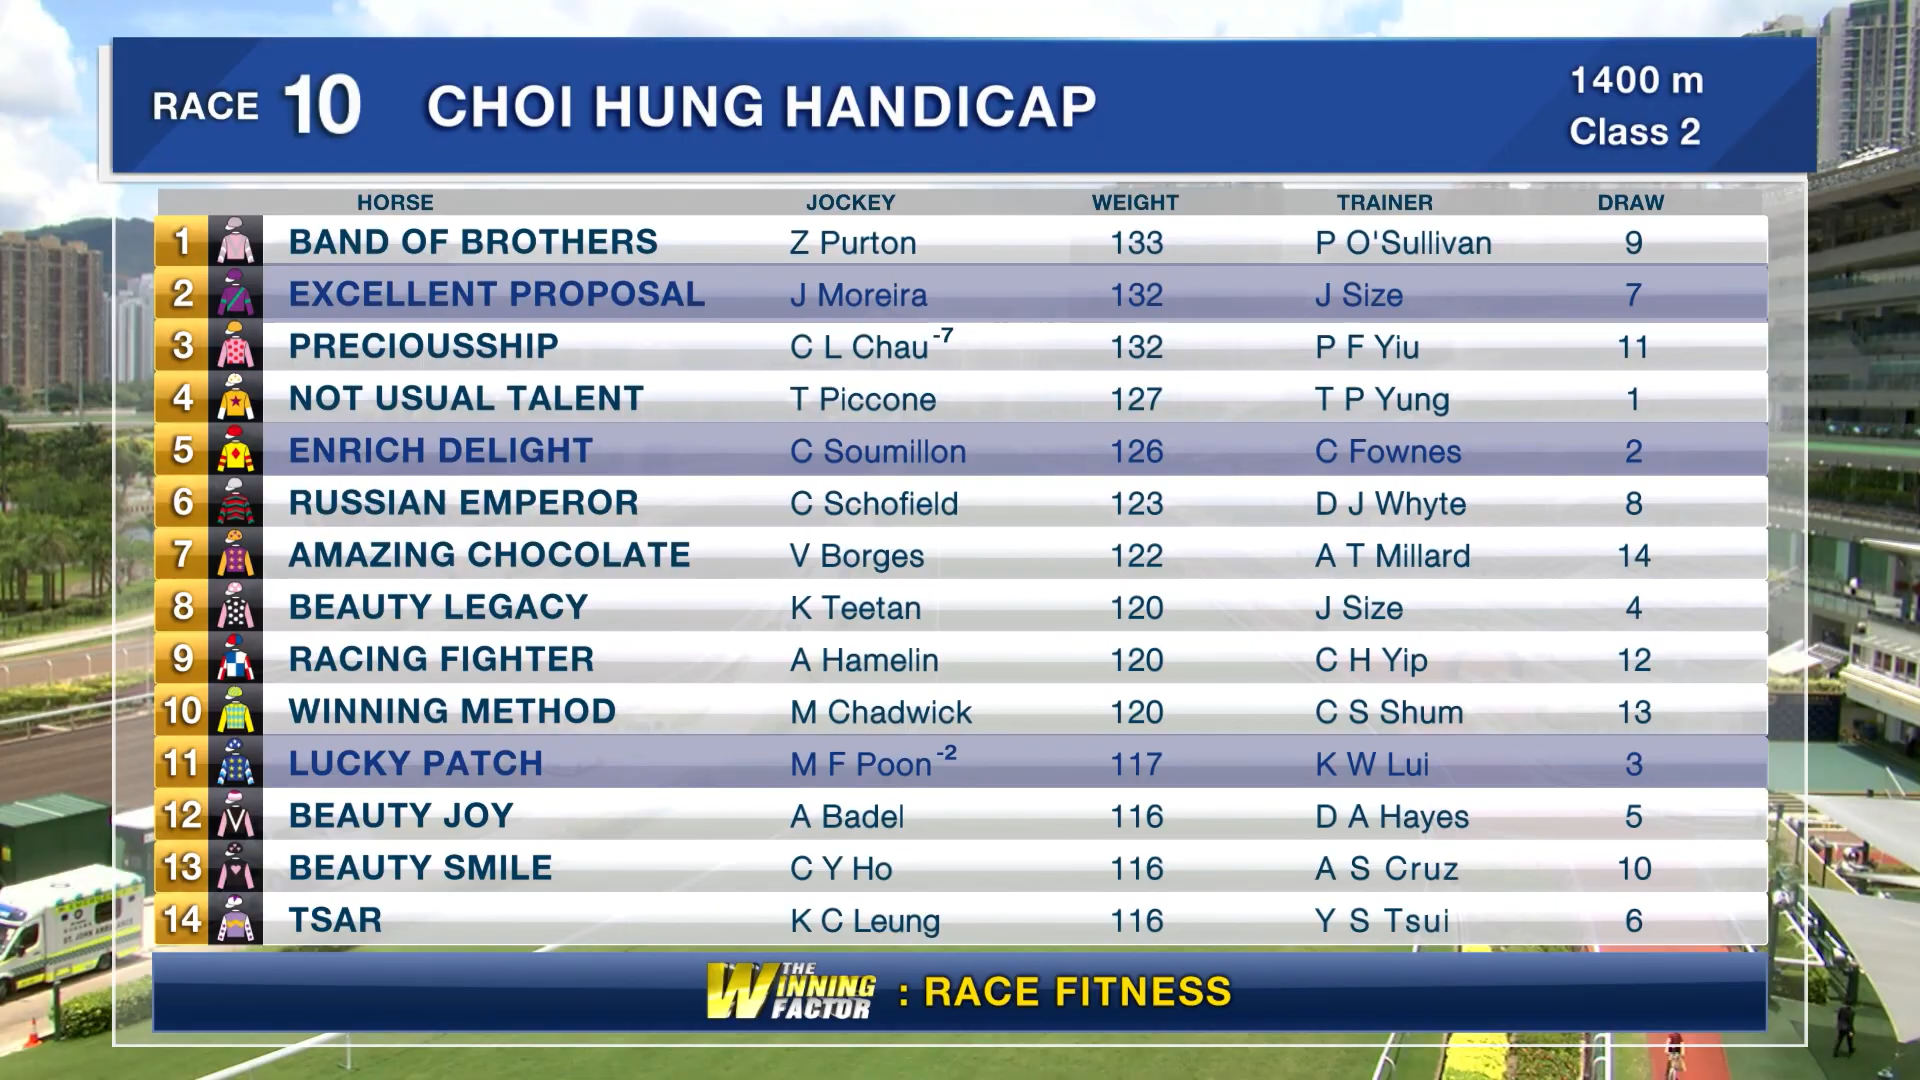 RACE 10 CHOI HUNG HANDICAP
1400 m
Class 2
HORSE JOCKEY WEIGHT TRAINER DRAW
1 BAND OF BROTHERS Z Purton 133 P O'Sullivan 9
2 EXCELLENT PROPOSAL J Moreira 132 J Size 7
3 PRECIOUSSHIP C L Chau -7 132 P F Yiu 11
4 NOT USUAL TALENT T Piccone 127 T P Yung 1
5 ENRICH DELIGHT C Soumillon 126 C Fownes 2
6 RUSSIAN EMPEROR C Schofield 123 D J Whyte 8
7 AMAZING CHOCOLATE V Borges 122 A T Millard 14
8 BEAUTY LEGACY K Teetan 120 J Size 4
9 RACING FIGHTER A Hamelin 120 C H Yip 12
10 WINNING METHOD M Chadwick 120 C S Shum 13
11 LUCKY PATCH M F Poon -2 117 K W Lui 3
12 BEAUTY JOY A Badel 116 D A Hayes 5
13 BEAUTY SMILE C Y Ho 116 A S Cruz 10
14 TSAR K C Leung 116 Y S Tsui 6
THE WINNING FACTOR : RACE FITNESS
ST. JOHN AMBULANCE